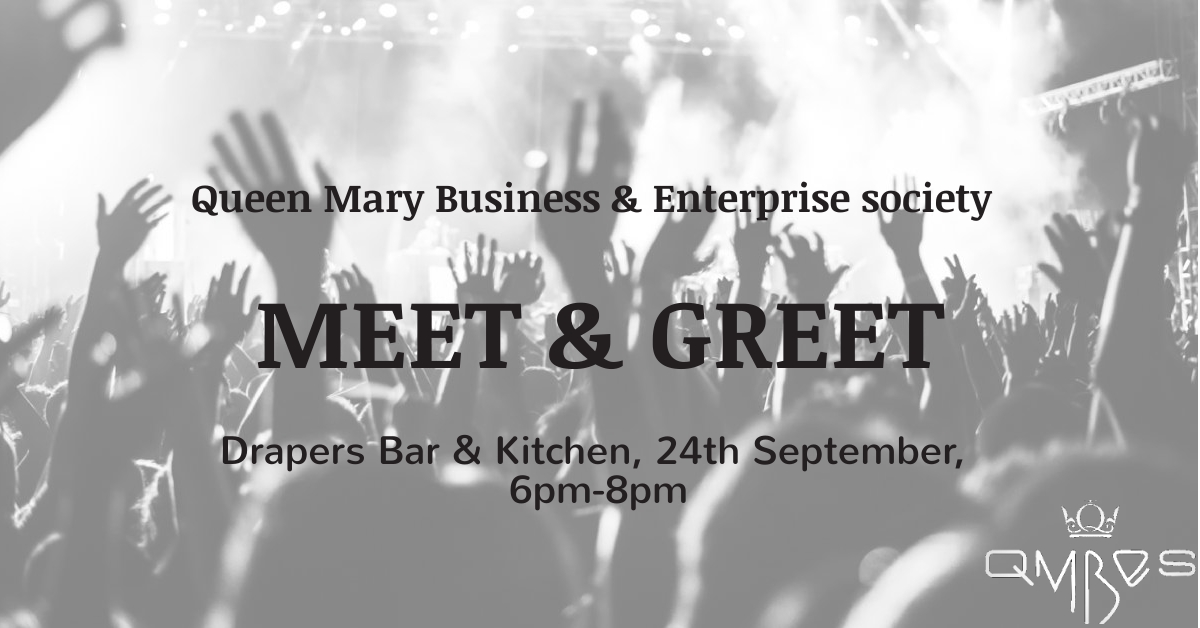 Queen Mary Business & Enterprise society
MEET & GREET
Drapers Bar & Kitchen, 24th September,
6pm-8pm
Q
QMBES